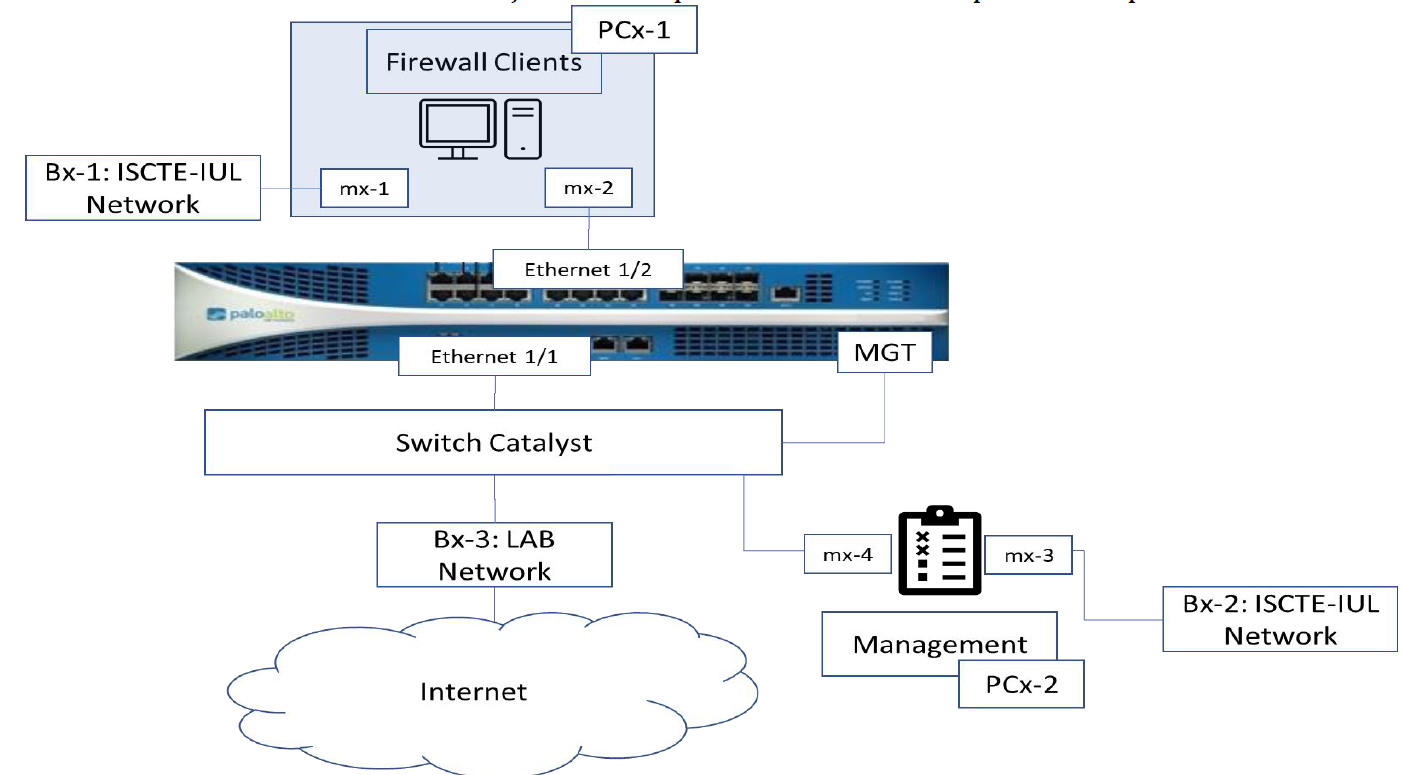 PCx-1
Firewall Clients
Bx-1: ISCTE-IUL
Network
mx-1
mx-2
Ethernet 1/2
paloalto
Ethernet 1/1
MGT
Switch Catalyst
Bx-3: LAB
Network
mx-4
mx-3
Bx-2: ISCTE-IUL
Network
Management
PCx-2
Internet